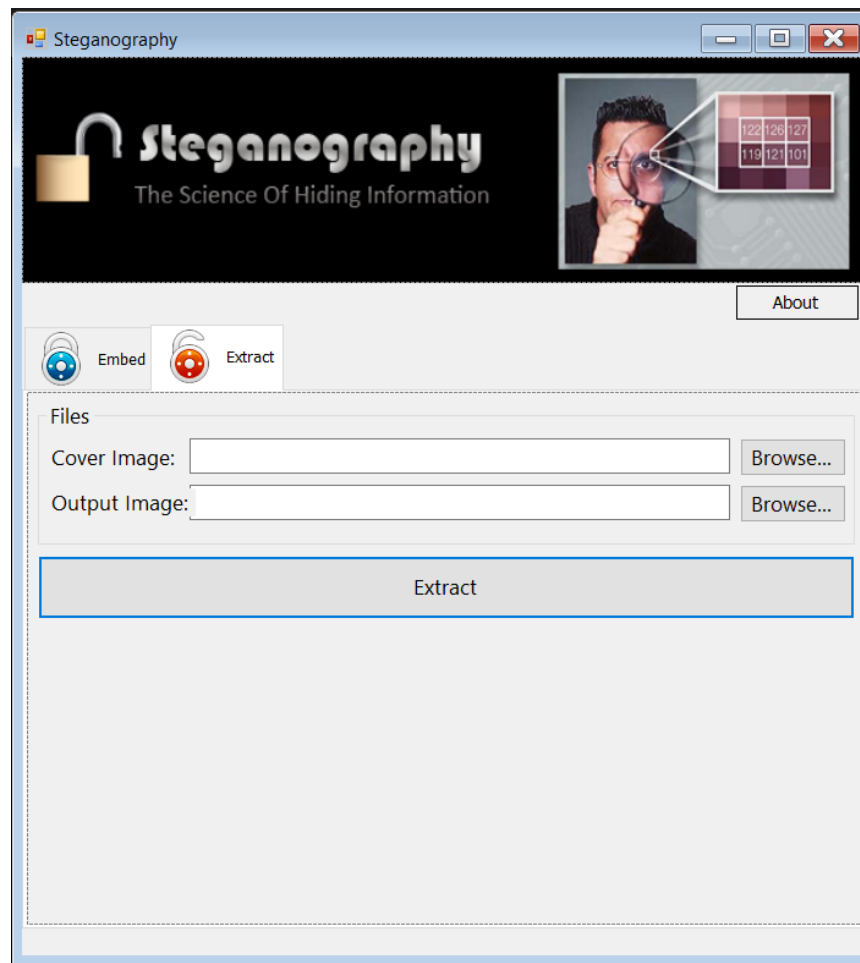 Steganography
Steganography
The Science Of Hiding Information
122 126 127
119 121 101
About
Embed
Extract
Files
Cover Image:
Browse...
Output Image:
Browse...
Extract